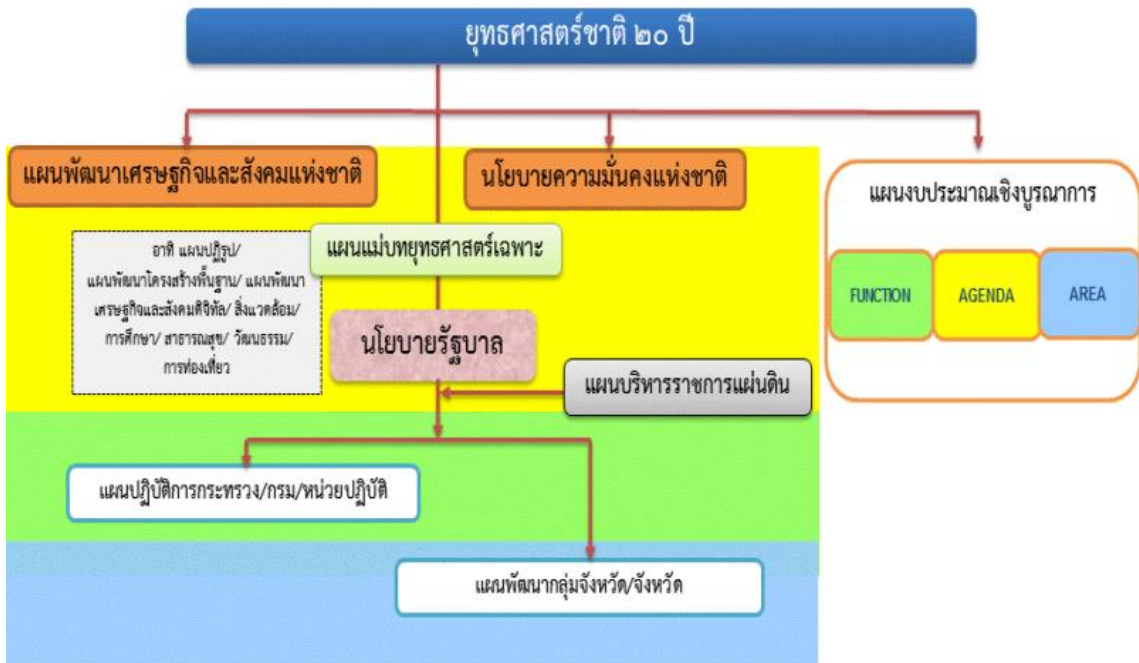 ยุทธศาสตร์ชาติ ๒๐ ปี
แผนพัฒนาเศรษฐกิจและสังคมแห่งชาติ
นโยบายความมั่นคงแห่งชาติ
แผนงบประมาณเชิงบูรณาการ
FUNCTION
AGENDA
AREA
แผนแม่บทยุทธศาสตร์เฉพาะ
อาทิ แผนปฏิรูป/
แผนพัฒนาโครงสร้างพื้นฐาน/ แผนพัฒนา
เศรษฐกิจและสังคมดิจิทัล/ สิ่งแวดล้อม/
การศึกษา/ สาธารณสุข/ วัฒนธรรม/
การท่องเที่ยว
นโยบายรัฐบาล
แผนบริหารราชการแผ่นดิน
แผนปฏิบัติการกระทรวง/กรม/หน่วยปฏิบัติ
แผนพัฒนากลุ่มจังหวัด/จังหวัด